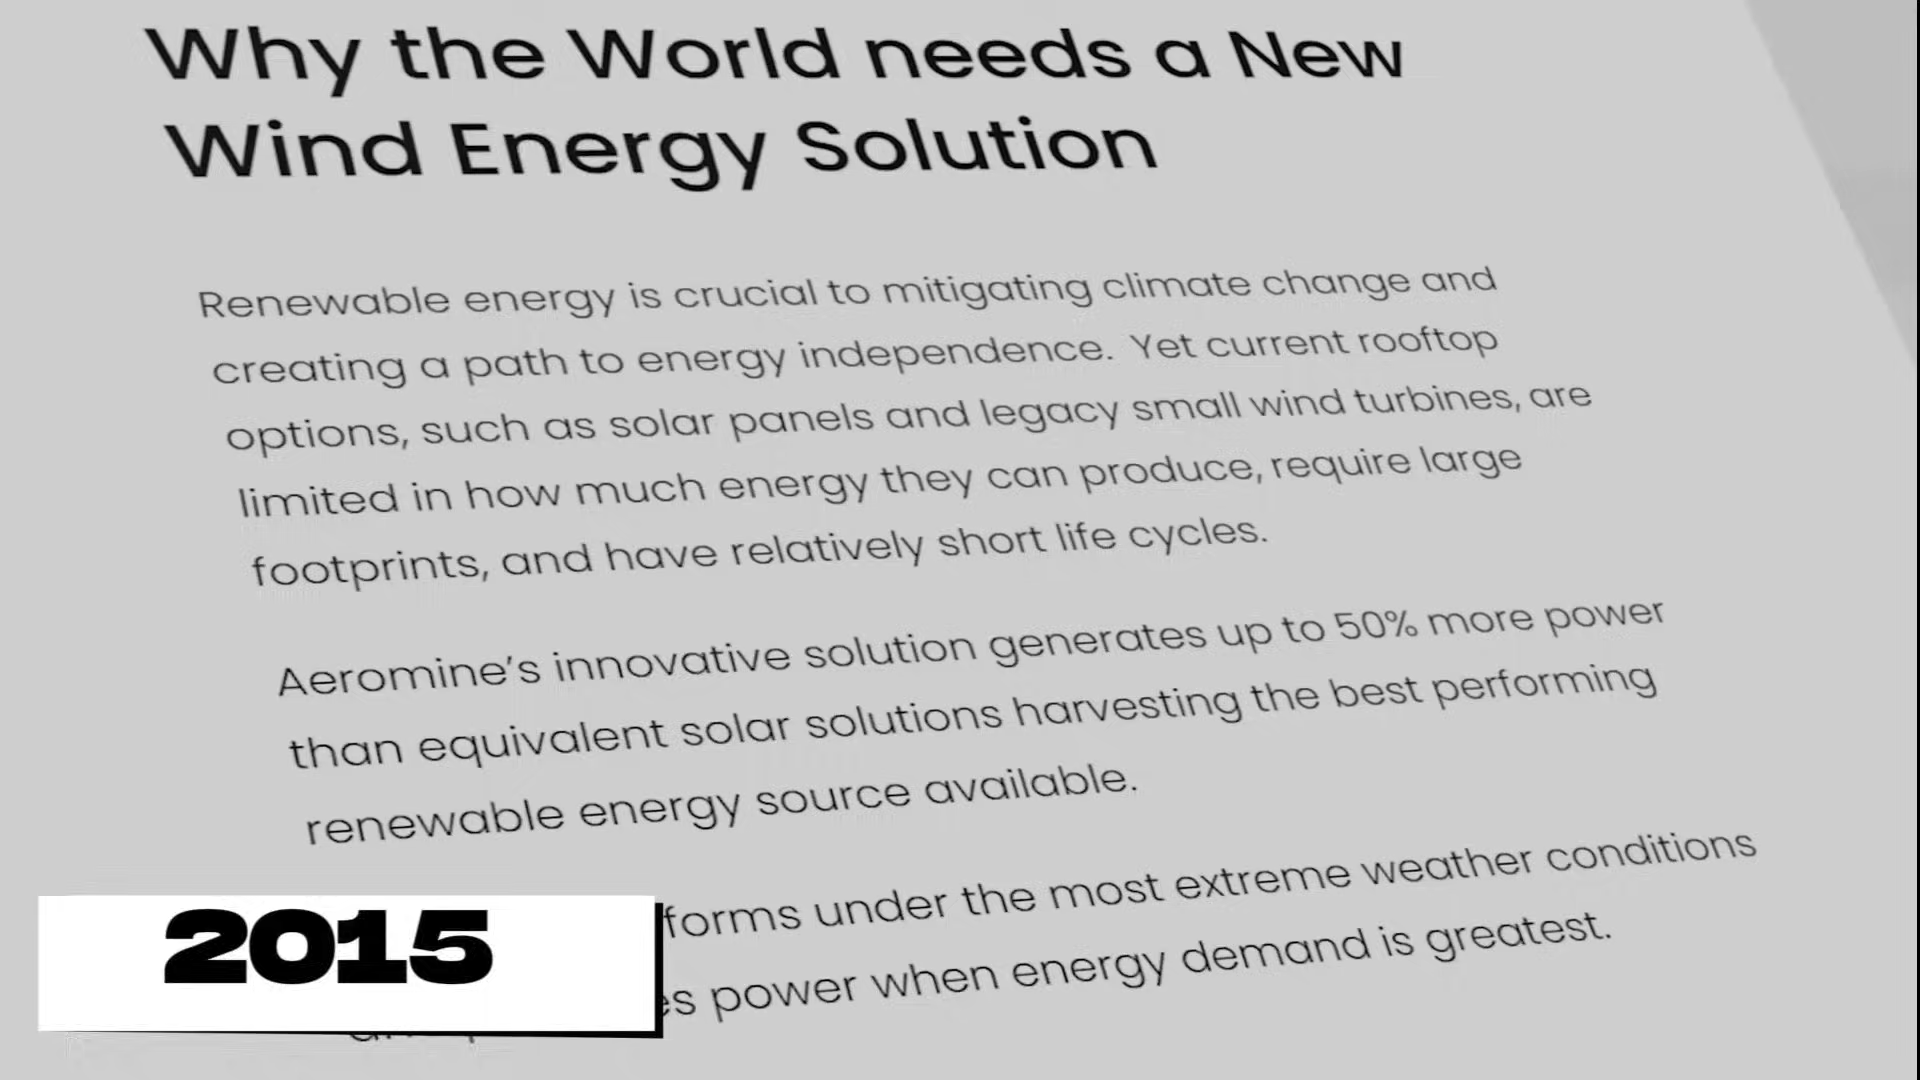 Why the World needs a New
Wind Energy Solution
Renewable energy is crucial to mitigating climate change and
creating a path to energy independence. Yet current rooftop
options, such as solar panels and legacy small wind turbines, are
limited in how much energy they can produce, require large
footprints, and have relatively short life cycles.
Aeromine’s innovative solution generates up to 50% more power
than equivalent solar solutions harvesting the best performing
renewable energy source available.
under the most extreme weather conditions
power when energy demand is greatest.
2015